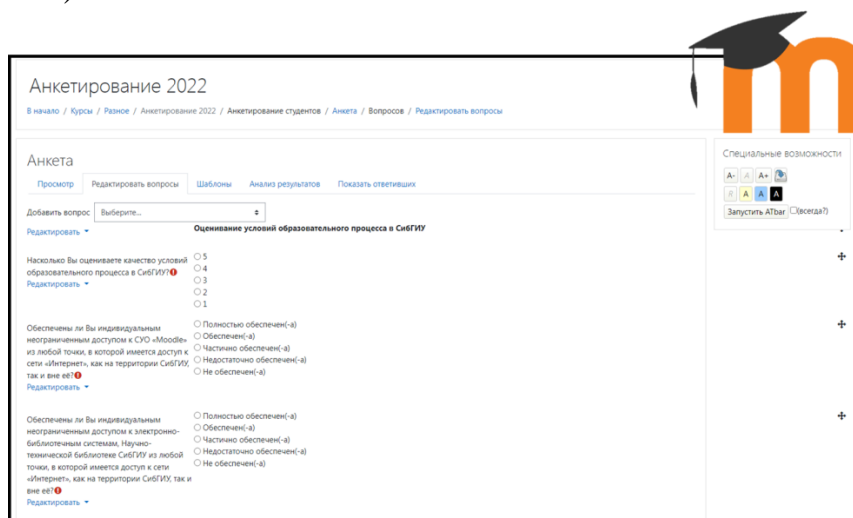 Анкетирование 2022
В начало / Курсы / Разное / Анкетирование 2022 / Анкетирование студентов / Анкета / Вопросов / Редактировать вопросы
Анкета
Просмотр Редактировать вопросы Шаблоны Анализ результатов Показать ответивших
Добавить вопрос Выберите...
Редактировать
Оценивание условий образовательного процесса в СибГИУ
Насколько Вы оцениваете качество условий
образовательного процесса в СибГИУ?
Редактировать
5
4
3
2
1
Обеспечены ли Вы индивидуальным
неограниченным доступом к СУО «Moodle»
из любой точки, в которой имеется доступ к
сети «Интернет», как на территории СибГИУ,
так и вне её?
Редактировать
Полностью обеспечен(-а)
Обеспечен(-а)
Частично обеспечен(-а)
Недостаточно обеспечен(-а)
Не обеспечен(-а)
Обеспечены ли Вы индивидуальным
неограниченным доступом к электронно-
библиотечным системам, Научно-
технической библиотеке СибГИУ из любой
точки, в которой имеется доступ к сети
«Интернет», как на территории СибГИУ, так и
вне её?
Редактировать
Полностью обеспечен(-а)
Обеспечен(-а)
Частично обеспечен(-а)
Недостаточно обеспечен(-а)
Не обеспечен(-а)
m
Специальные возможности
A- A A+
R A A A
Запустить ATbar (всегда?)